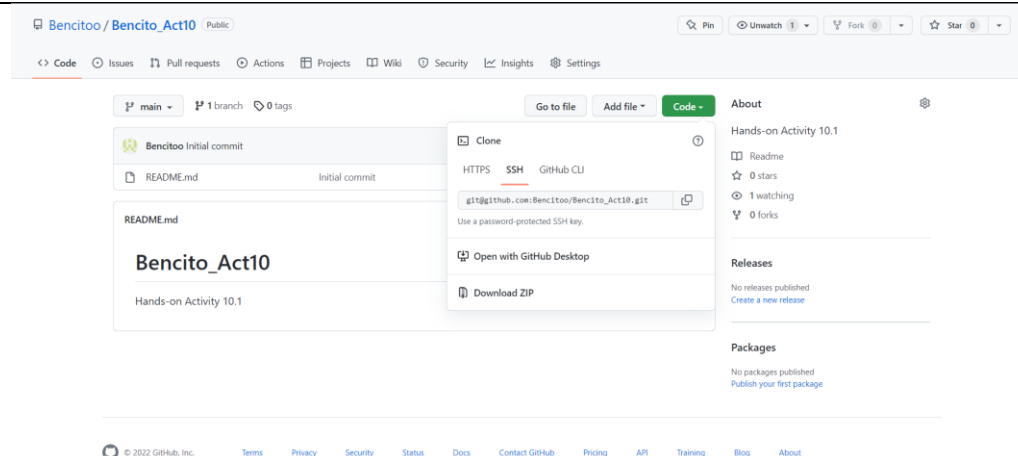 Bencitoo / Bencito_Act10 Public
Pin
Unwatch 1
Fork 0
Star 0
<> Code
Issues
Pull requests
Actions
Projects
Wiki
Security
Insights
Settings
main
1 branch
0 tags
Go to file
Add file
Code
Bencitoo Initial commit
README.md Initial commit
README.md
Bencito_Act10
Hands-on Activity 10.1
Clone
HTTPS SSH GitHub CLI
git@github.com:Bencitoo/Bencito_Act10.git
Use a password-protected SSH key.
Open with GitHub Desktop
Download ZIP
About
Hands-on Activity 10.1
Readme
0 stars
1 watching
0 forks
Releases
No releases published
Create a new release
Packages
No packages published
Publish your first package
© 2022 GitHub, Inc. Terms Privacy Security Status Docs Contact GitHub Pricing API Training Blog About